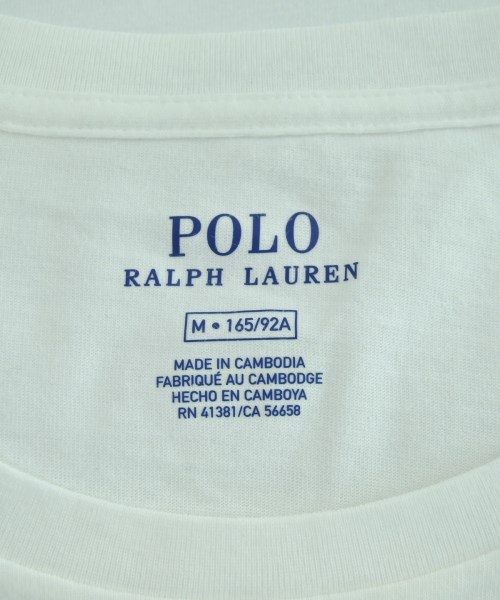 POLO
RALPH LAUREN
M • 165/92A
MADE IN CAMBODIA
FABRIQUÉ AU CAMBODGE
HECHO EN CAMBOYA
RN 41381/CA 56658